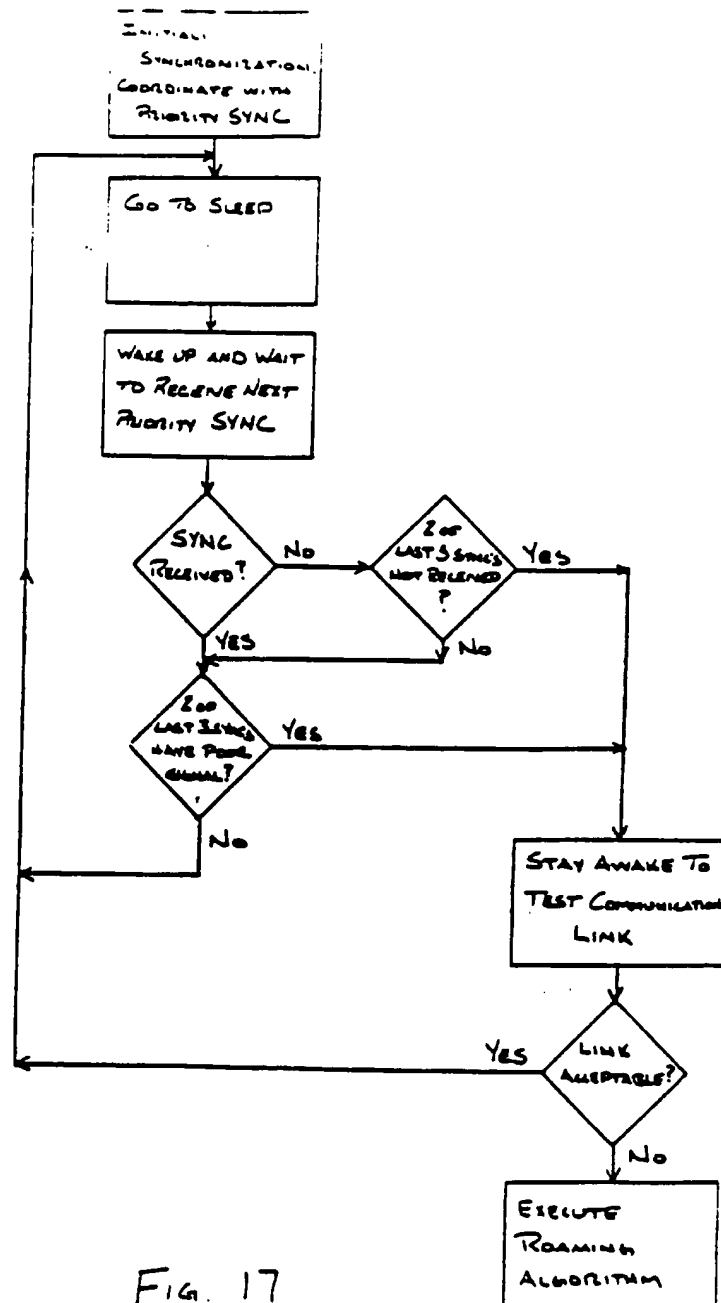 INITIAL
SYNCHRONIZATION
COORDINATE WITH
PRIORITY SYNC
GO TO SLEEP
WAKE UP AND WAIT
TO RECEIVE NEXT
PRIORITY SYNC
SYNC
RECEIVED?
NO
2 OF
LAST 3 SYNC'S
NOT RECEIVED
?
YES
YES
NO
2 OF
LAST 3 SYNC'S
HAVE POOR
SIGNAL?
YES
NO
STAY AWAKE TO
TEST COMMUNICATION
LINK
YES
LINK
ACCEPTABLE?
NO
EXECUTE
ROAMING
ALGORITHM
FIG. 17